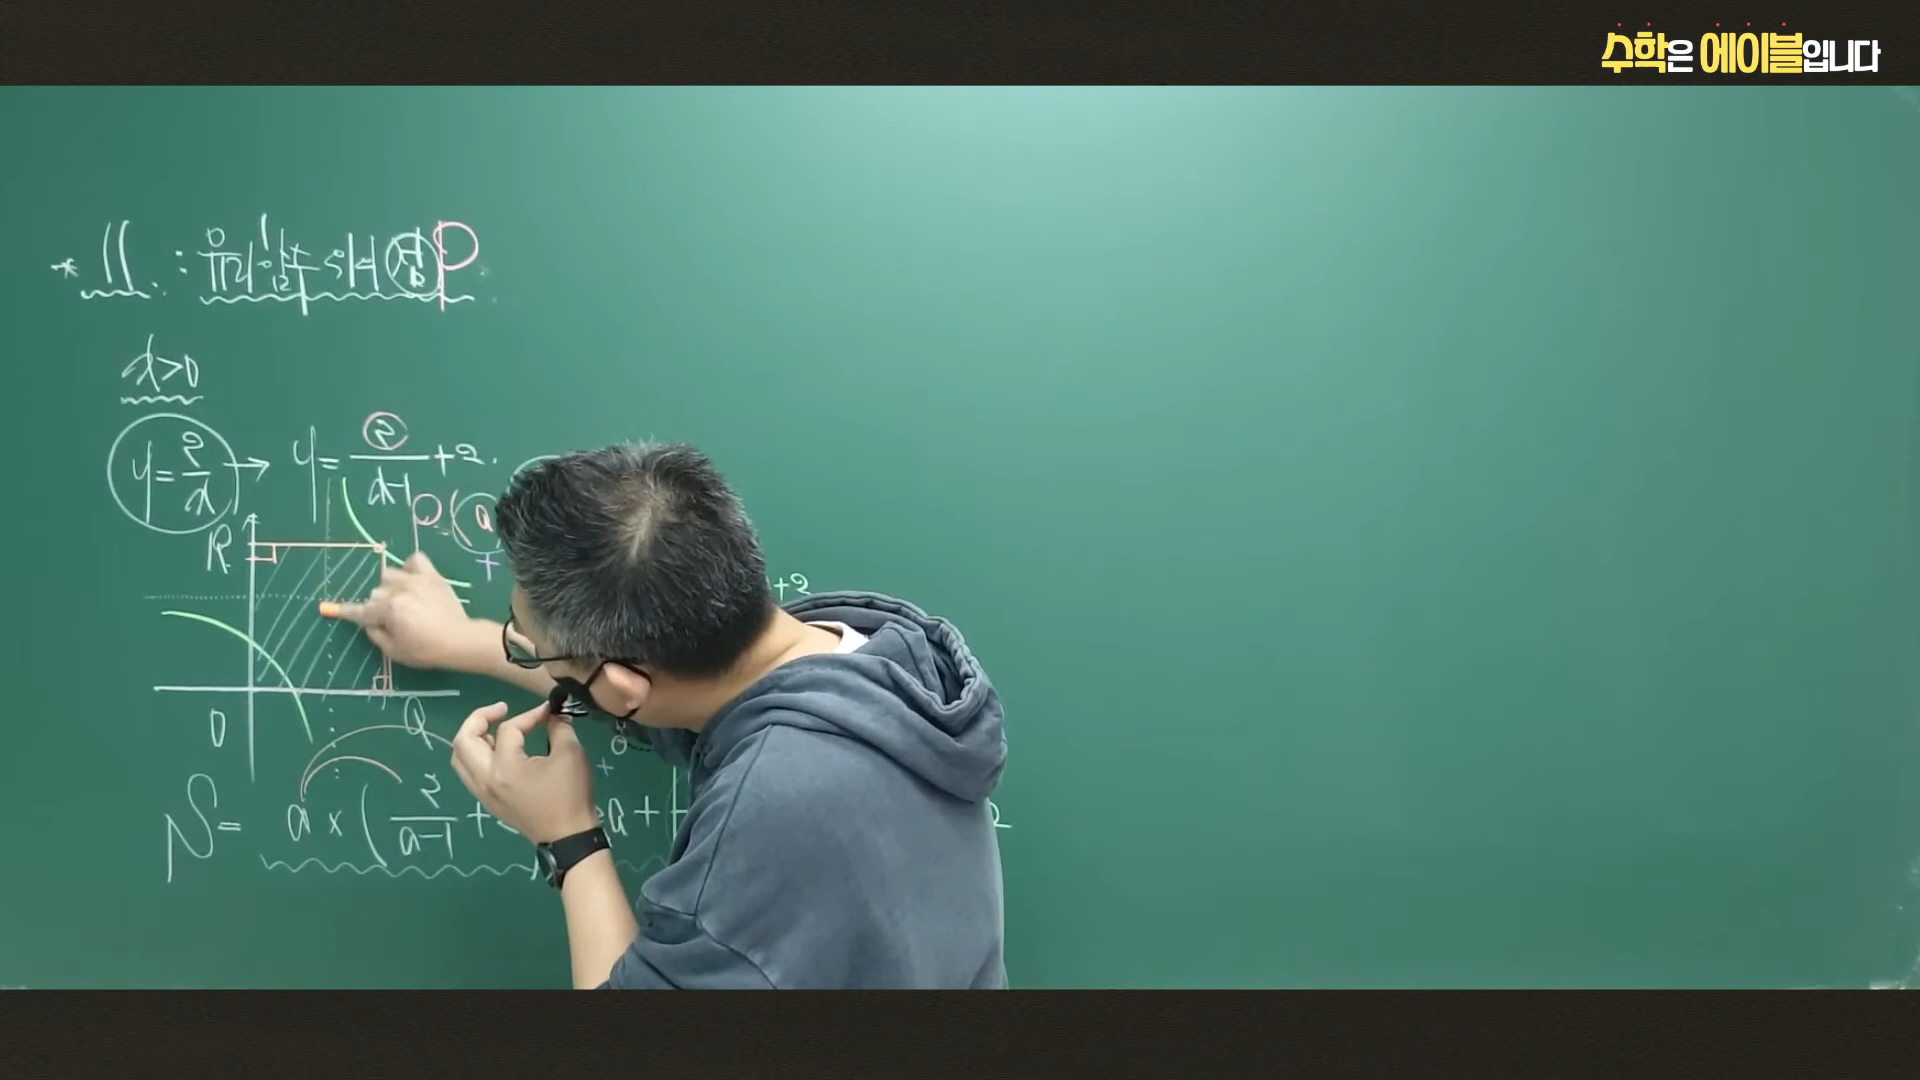 수학은 에이블입니다
* 11. : 유리함수 위의 점 P
x>0
y = 2/x → y = 2/(x-1) + 2.
P (a
+
R
+2
O
Q
S = a × ( 2/(a-1) +
a +
2